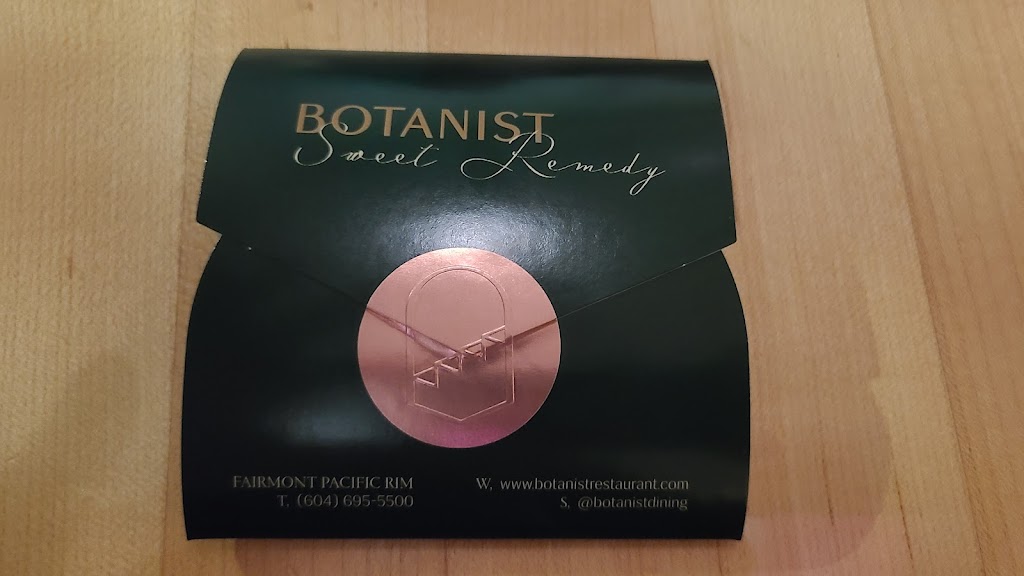 BOTANIST
Sweet Remedy
FAIRMONT PACIFIC RIM
T. (604) 695-5500
W. www.botanistrestaurant.com
S. @botanistdining